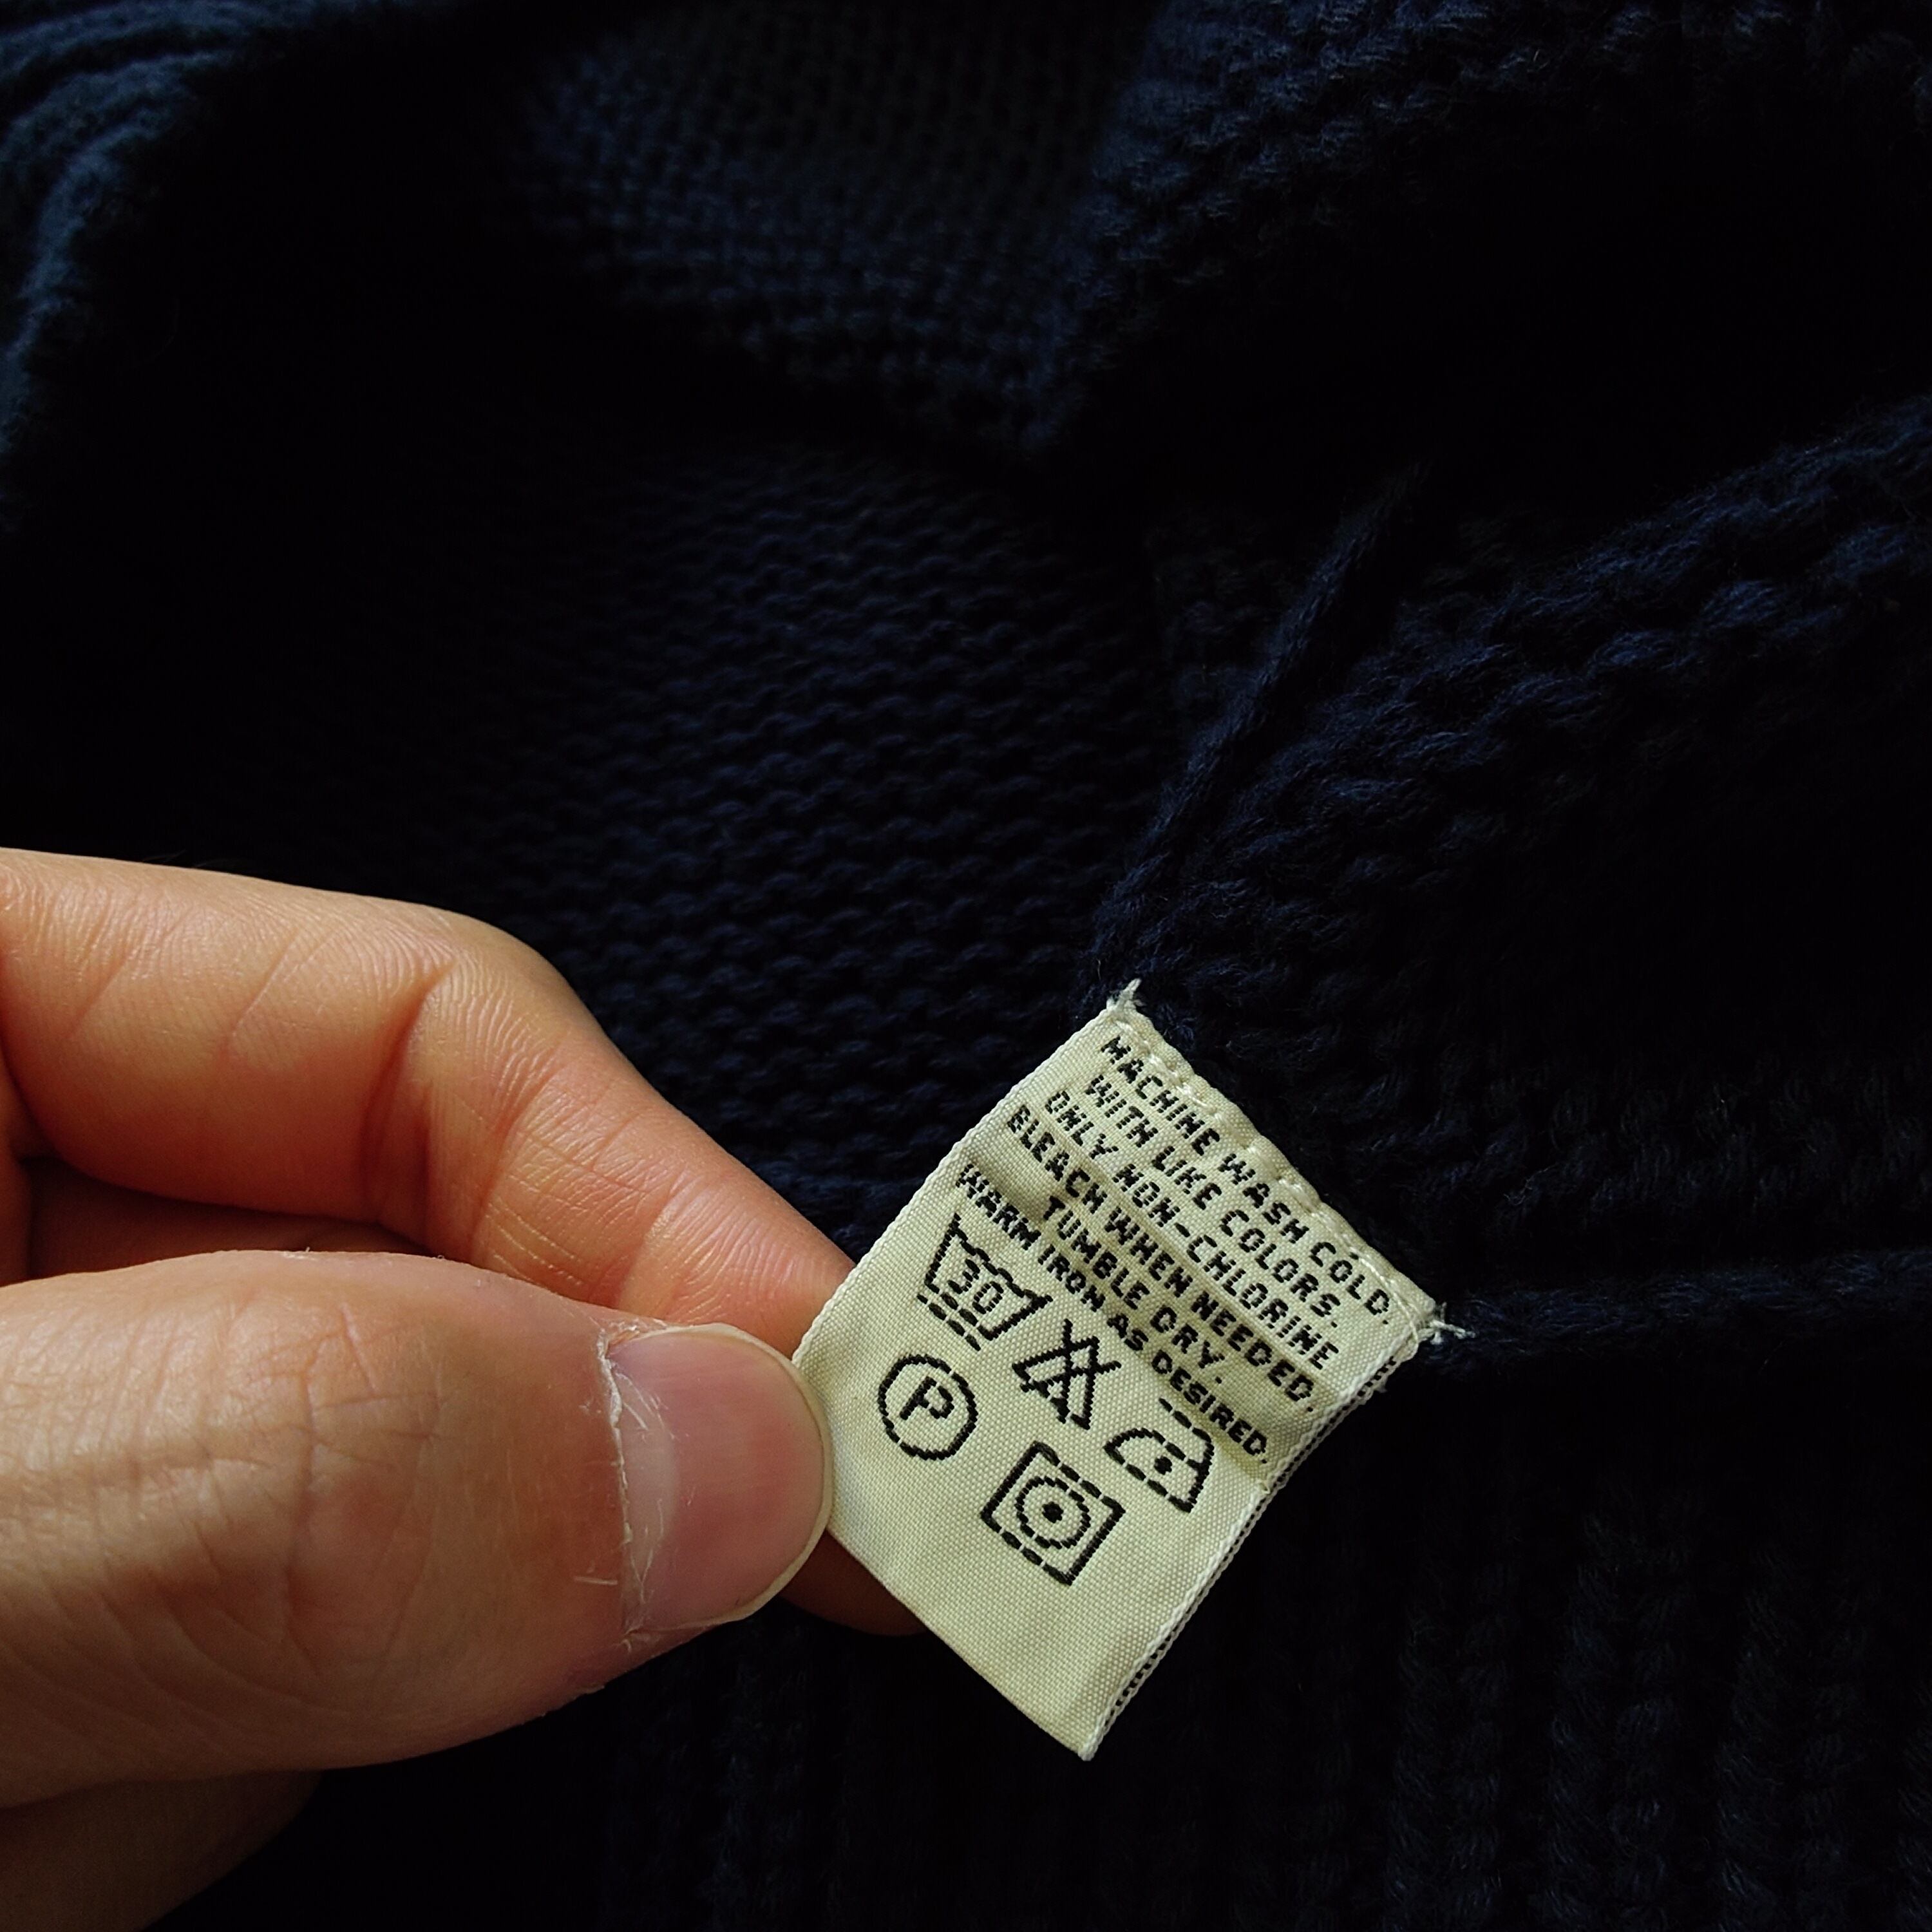 MACHINE WASH COLD.
WITH LIKE COLORS.
ONLY NON-CHLORINE
BLEACH WHEN NEEDED.
TUMBLE DRY.
WARM IRON AS DESIRED.
30
P